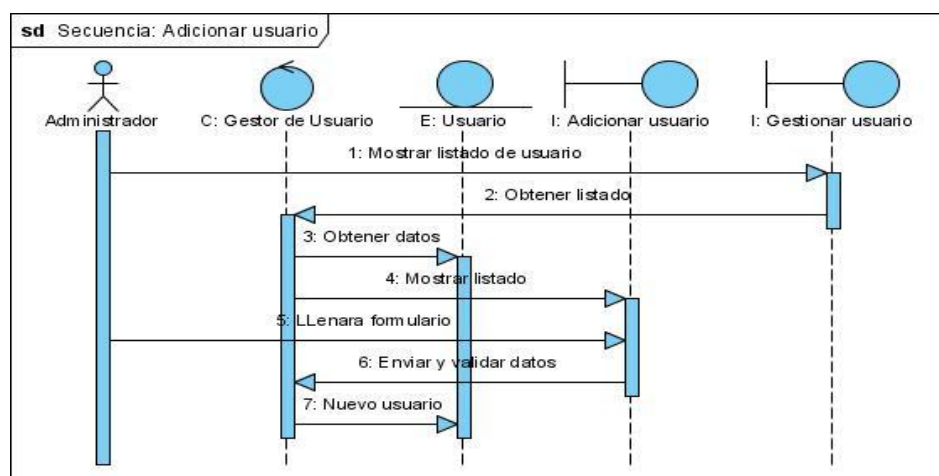 sd Secuencia: Adicionar usuario
Administrador
C: Gestor de Usuario
E: Usuario
I: Adicionar usuario
I: Gestionar usuario
1: Mostrar listado de usuario
2: Obtener listado
3: Obtener datos
4: Mostrar listado
5: LLenara formulario
6: Enviar y validar datos
7: Nuevo usuario